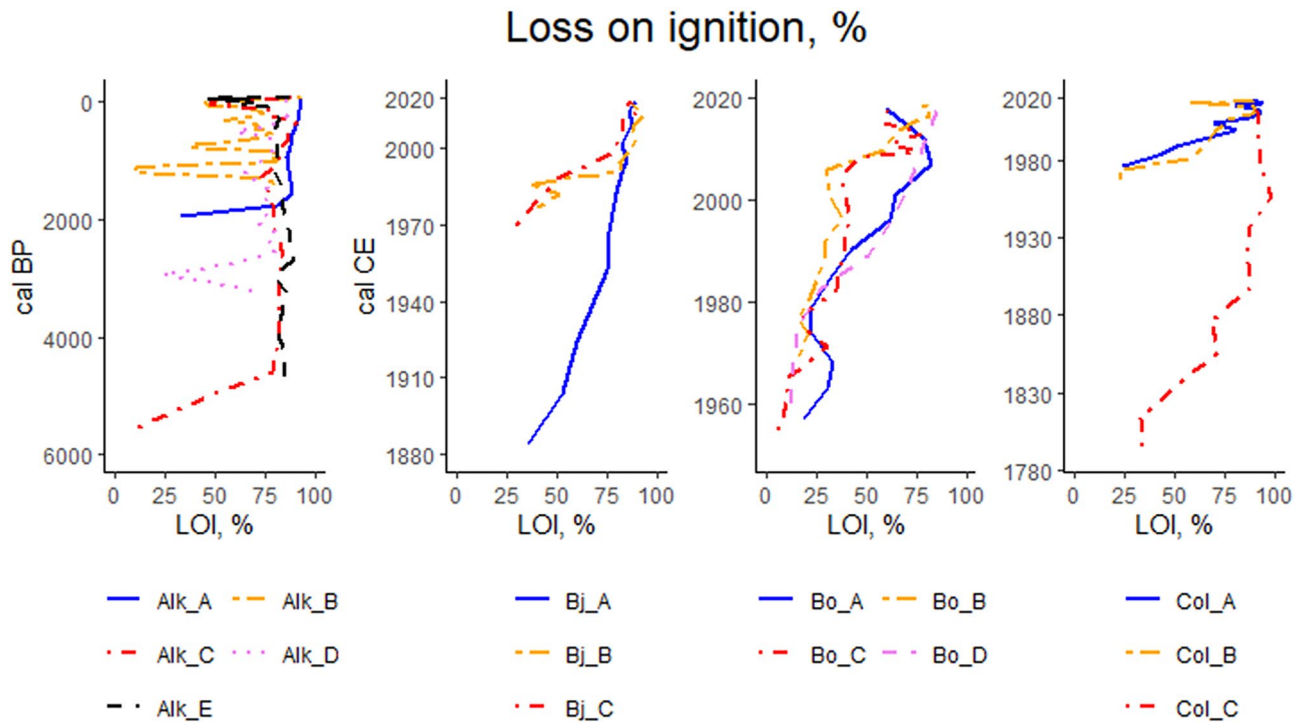 Loss on ignition, %
cal BP
0
2000
4000
6000
0 25 50 75 100
LOI, %
cal CE
2020
2000
1970
1940
1910
1880
0 25 50 75 100
LOI, %
2020
2000
1980
1960
0 25 50 75 100
LOI, %
2020
1980
1930
1880
1830
1780
0 25 50 75 100
LOI, %
Alk_A Alk_B
Alk_C Alk_D
Alk_E
Bj_A
Bj_B
Bj_C
Bo_A Bo_B
Bo_C Bo_D
Col_A
Col_B
Col_C